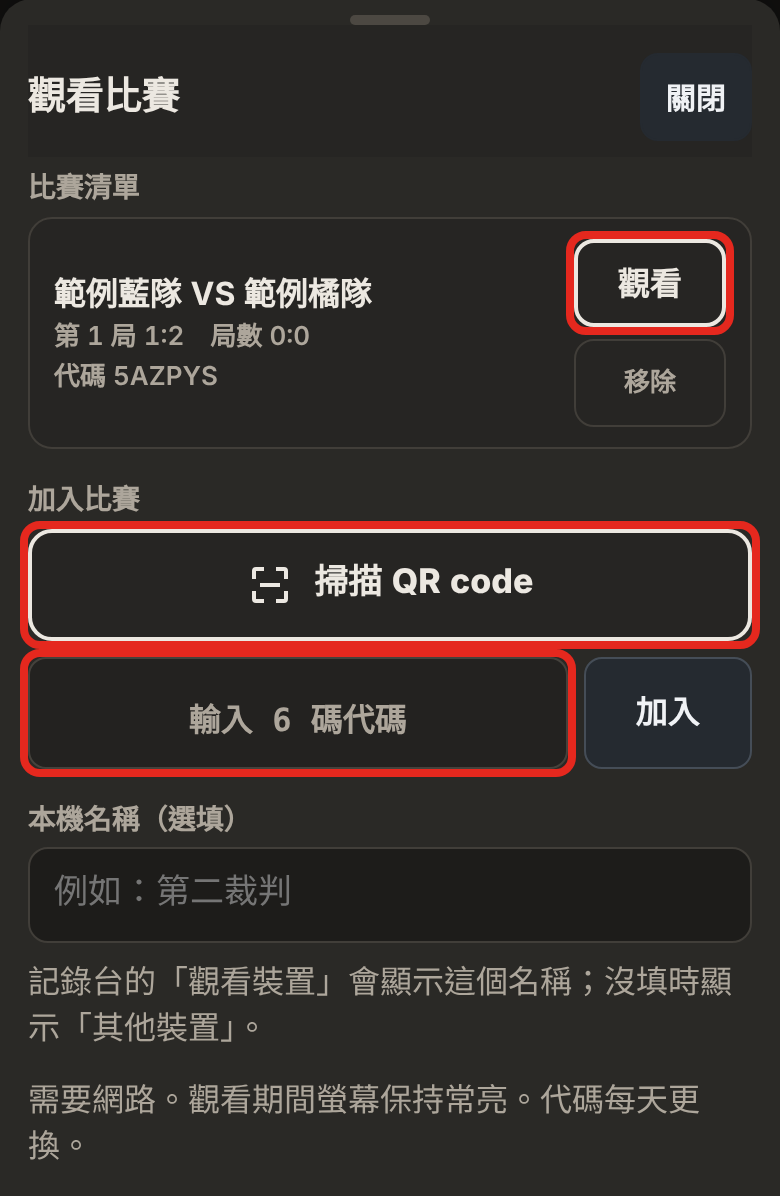 觀看比賽
關閉
比賽清單
範例藍隊 VS 範例橘隊
第 1 局 1:2 局數 0:0
代碼 5AZPYS
觀看
移除
加入比賽
掃描 QR code
輸入 6 碼代碼
加入
本機名稱（選填）
例如：第二裁判
記錄台的「觀看裝置」會顯示這個名稱；沒填時顯
示「其他裝置」。
需要網路。觀看期間螢幕保持常亮。代碼每天更
換。